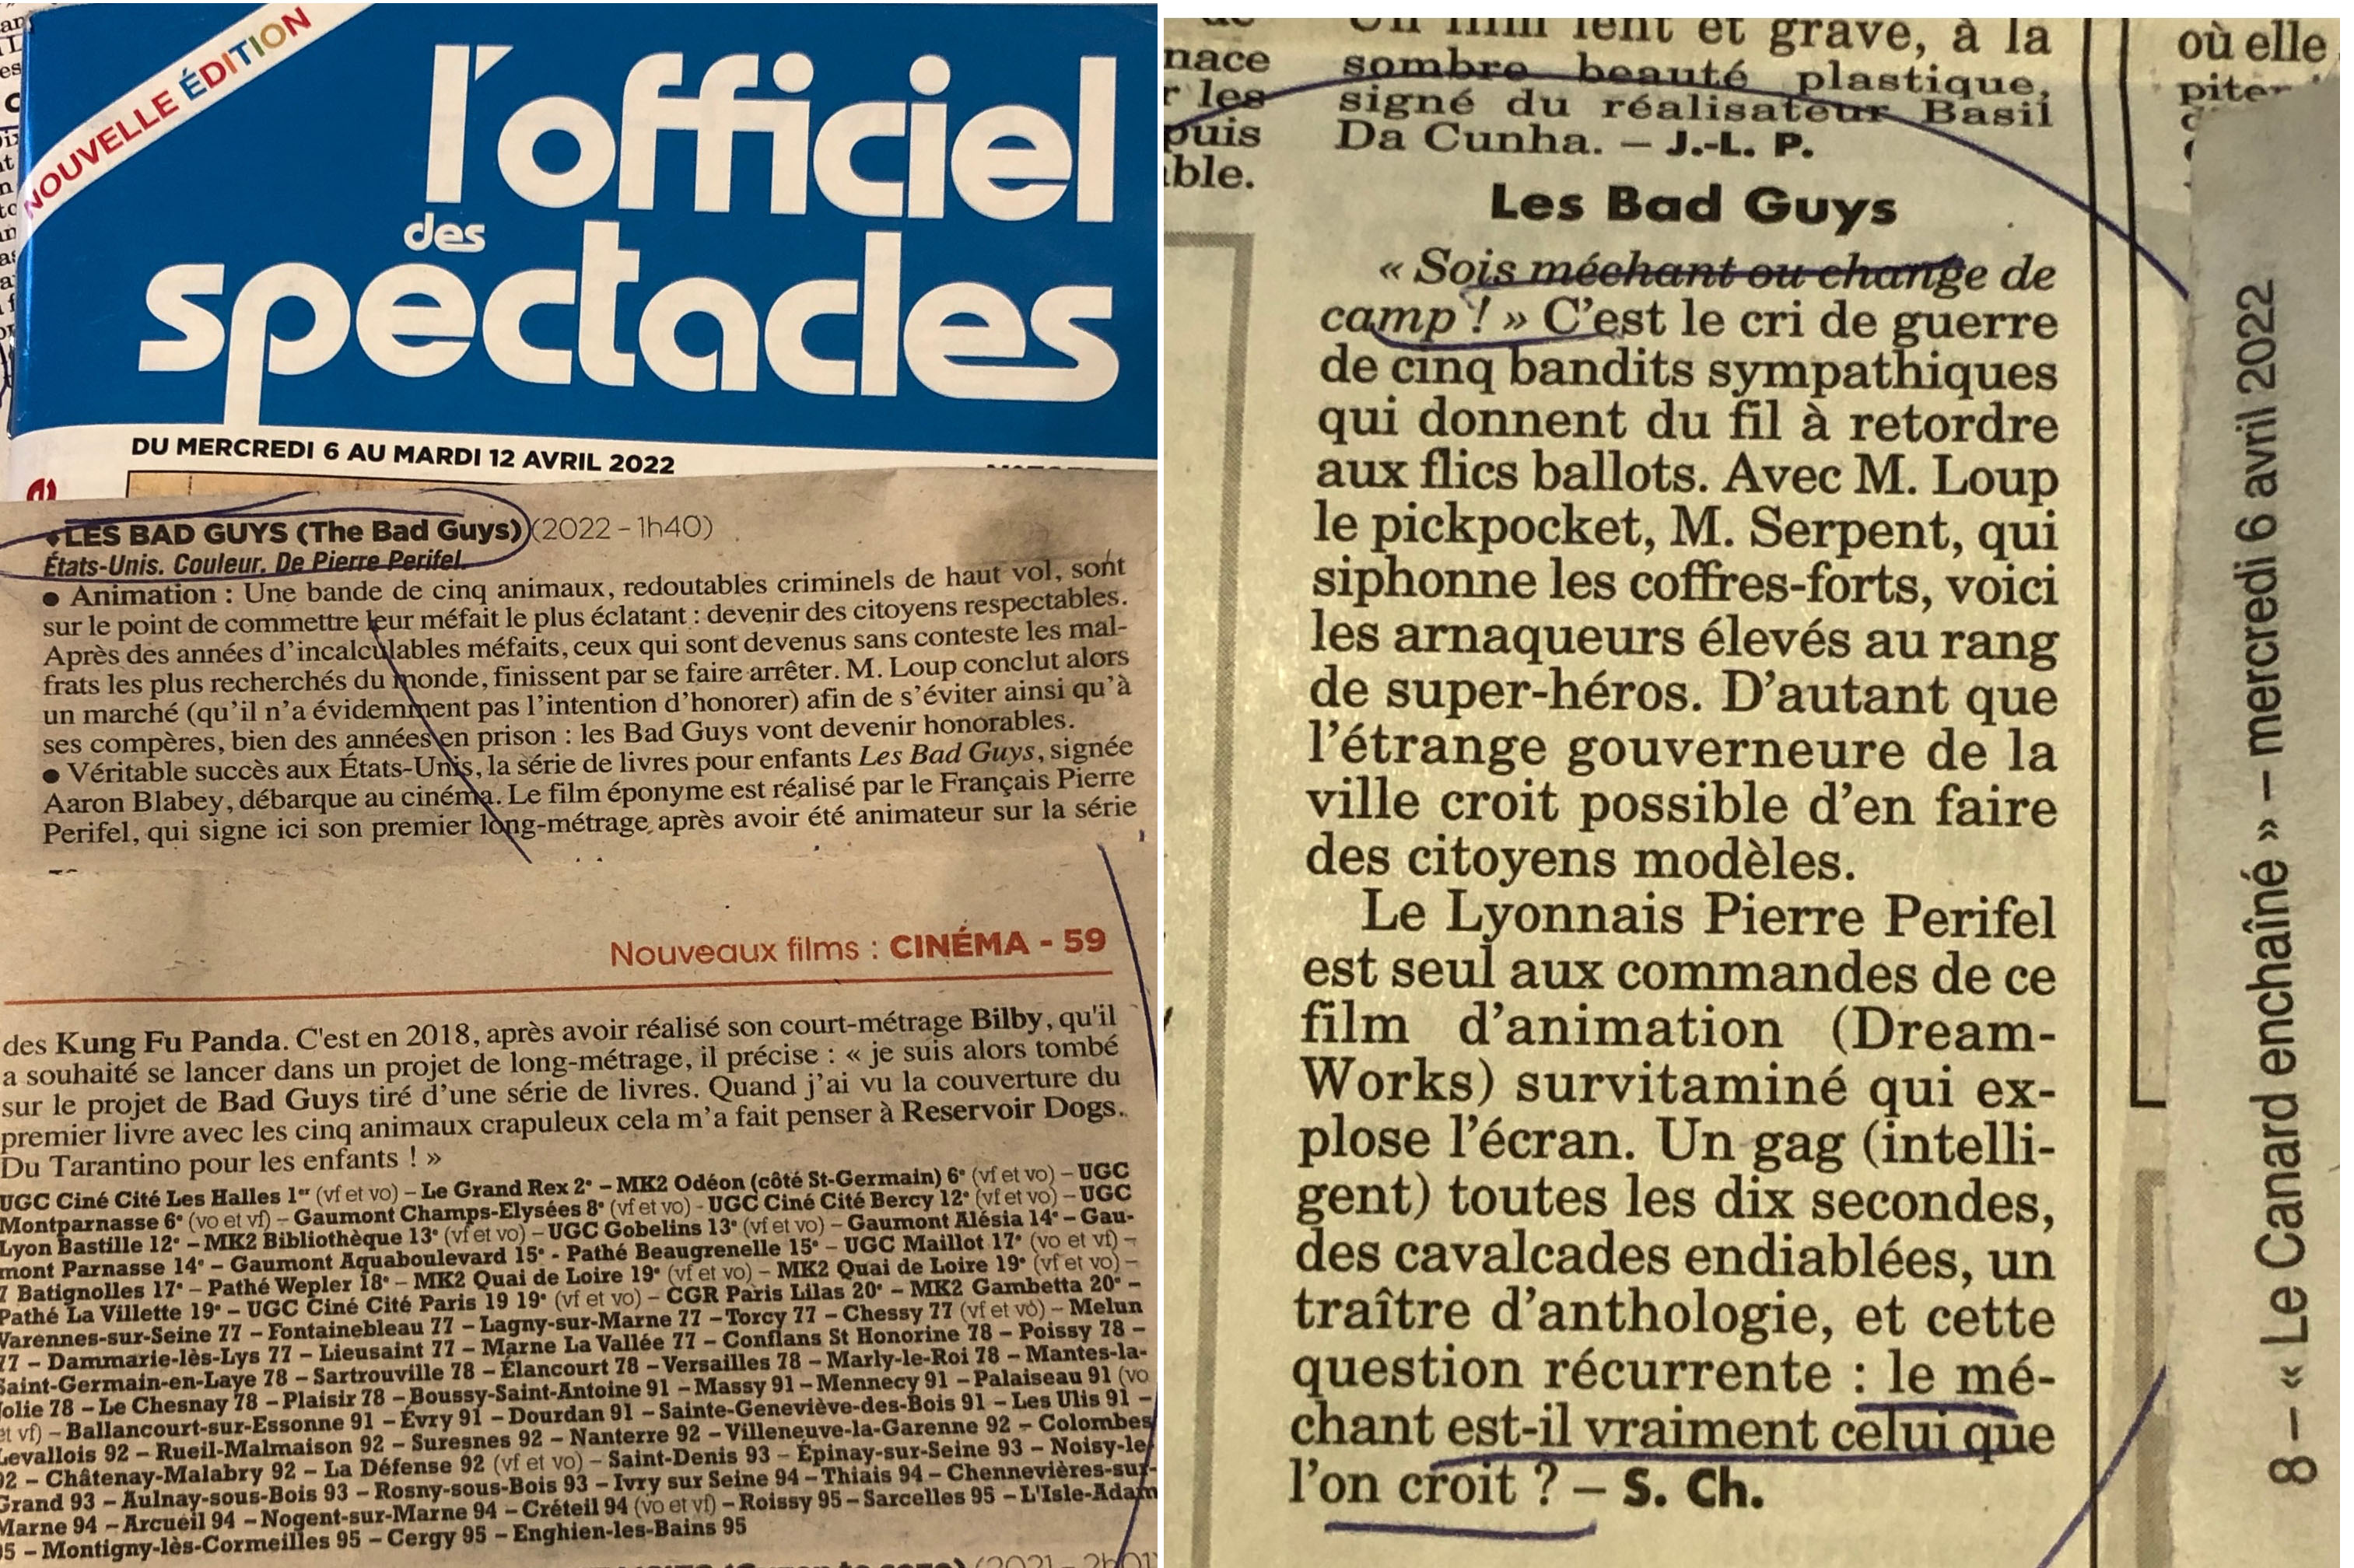 NOUVELLE ÉDITION
l'officiel
des
spectacles
DU MERCREDI 6 AU MARDI 12 AVRIL 2022
LES BAD GUYS (The Bad Guys) (2022 – 1h40)
États-Unis. Couleur. De Pierre Perifel.
● Animation : Une bande de cinq animaux, redoutables criminels de haut vol, sont
sur le point de commettre leur méfait le plus éclatant : devenir des citoyens respectables.
Après des années d'incalculables méfaits, ceux qui sont devenus sans conteste les mal-
frats les plus recherchés du monde, finissent par se faire arrêter. M. Loup conclut alors
un marché (qu'il n'a évidemment pas l'intention d'honorer) afin de s'éviter ainsi qu'à
ses compères, bien des années en prison : les Bad Guys vont devenir honorables.
● Véritable succès aux États-Unis, la série de livres pour enfants Les Bad Guys, signée
Aaron Blabey, débarque au cinéma. Le film éponyme est réalisé par le Français Pierre
Perifel, qui signe ici son premier long-métrage après avoir été animateur sur la série
Nouveaux films : CINÉMA - 59
des Kung Fu Panda. C'est en 2018, après avoir réalisé son court-métrage Bilby, qu'il
a souhaité se lancer dans un projet de long-métrage, il précise : « je suis alors tombé
sur le projet de Bad Guys tiré d'une série de livres. Quand j'ai vu la couverture du
premier livre avec les cinq animaux crapuleux cela m'a fait penser à Reservoir Dogs.
Du Tarantino pour les enfants ! »
UGC Ciné Cité Les Halles 1er (vf et vo) – Le Grand Rex 2e – MK2 Odéon (côté St-Germain) 6e (vf et vo) – UGC
Montparnasse 6e (vo et vf) – Gaumont Champs-Elysées 8e (vf et vo) - UGC Ciné Cité Bercy 12e (vf et vo) – UGC
Lyon Bastille 12e – MK2 Bibliothèque 13e (vf et vo) – UGC Gobelins 13e (vf et vo) – Gaumont Alésia 14e – Gau-
mont Parnasse 14e – Gaumont Aquaboulevard 15e - Pathé Beaugrenelle 15e – UGC Maillot 17e (vo et vf) –
7 Batignolles 17e – Pathé Wepler 18e – MK2 Quai de Loire 19e (vf et vo) – MK2 Quai de Loire 19e (vf et vo) –
Pathé La Villette 19e – UGC Ciné Cité Paris 19 19e (vf et vo) – CGR Paris Lilas 20e – MK2 Gambetta 20e –
Varennes-sur-Seine 77 – Fontainebleau 77 – Lagny-sur-Marne 77 – Torcy 77 – Chessy 77 (vf et vo) – Melun
77 – Dammarie-lès-Lys 77 – Lieusaint 77 – Marne La Vallée 77 – Conflans St Honorine 78 – Poissy 78 –
Saint-Germain-en-Laye 78 – Sartrouville 78 – Élancourt 78 – Versailles 78 – Marly-le-Roi 78 – Mantes-la-
Jolie 78 – Le Chesnay 78 – Plaisir 78 – Boussy-Saint-Antoine 91 – Massy 91 – Mennecy 91 – Palaiseau 91 (vo
et vf) – Ballancourt-sur-Essonne 91 – Évry 91 – Dourdan 91 – Sainte-Geneviève-des-Bois 91 – Les Ulis 91 –
Levallois 92 – Rueil-Malmaison 92 – Suresnes 92 – Nanterre 92 – Villeneuve-la-Garenne 92 – Colombes
92 – Châtenay-Malabry 92 – La Défense 92 (vf et vo) – Saint-Denis 93 – Épinay-sur-Seine 93 – Noisy-le-
Grand 93 – Aulnay-sous-Bois 93 – Rosny-sous-Bois 93 – Ivry sur Seine 94 – Thiais 94 – Chennevières-sur-
Marne 94 – Arcueil 94 – Nogent-sur-Marne 94 – Créteil 94 (vo et vf) – Roissy 95 – Sarcelles 95 – L'Isle-Adam
95 – Montigny-lès-Cormeilles 95 – Cergy 95 – Enghien-les-Bains 95
(2021 - 2h01)
nace
r les
puis
able.
Un film lent et grave, à la
sombre beauté plastique,
signé du réalisateur Basil
Da Cunha. – J.-L. P.
Les Bad Guys
« Sois méchant ou change de
camp ! » C'est le cri de guerre
de cinq bandits sympathiques
qui donnent du fil à retordre
aux flics ballots. Avec M. Loup
le pickpocket, M. Serpent, qui
siphonne les coffres-forts, voici
les arnaqueurs élevés au rang
de super-héros. D'autant que
l'étrange gouverneure de la
ville croit possible d'en faire
des citoyens modèles.
Le Lyonnais Pierre Perifel
est seul aux commandes de ce
film d'animation (Dream-
Works) survitaminé qui ex-
plose l'écran. Un gag (intelli-
gent) toutes les dix secondes,
des cavalcades endiablées, un
traître d'anthologie, et cette
question récurrente : le mé-
chant est-il vraiment celui que
l'on croit ? – S. Ch.
où elle
8 – « Le Canard enchaîné » – mercredi 6 avril 2022